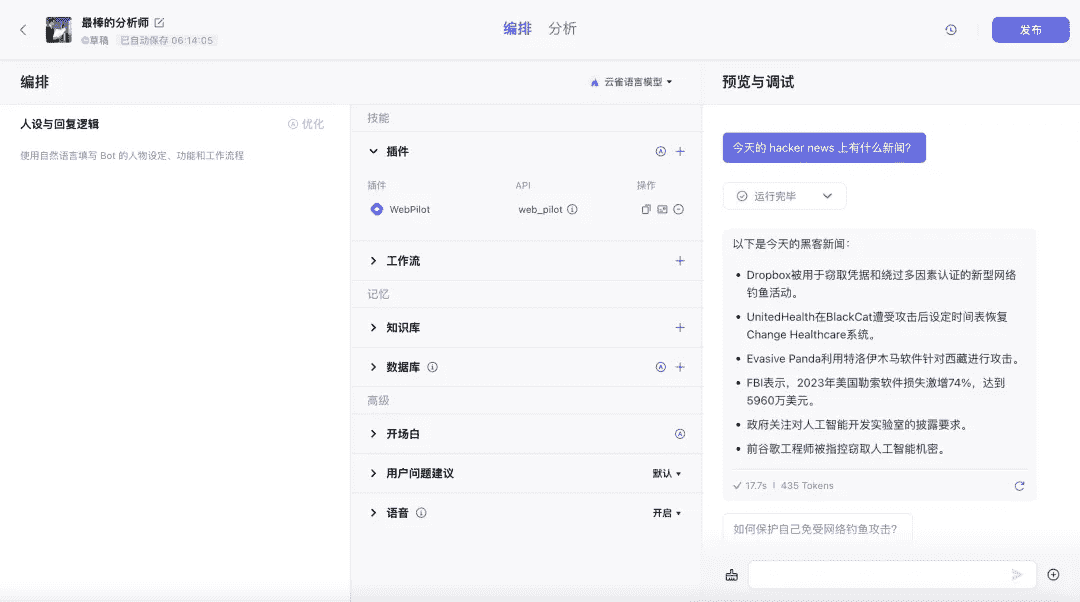 最棒的分析师
草稿 已自动保存 06:14:05
编排 分析
发布
编排
云雀语言模型
预览与调试
人设与回复逻辑
优化
使用自然语言填写 Bot 的人物设定、功能和工作流程
技能
插件
插件 API 操作
WebPilot web_pilot
工作流
记忆
知识库
数据库
高级
开场白
用户问题建议 默认
语音 开启
今天的 hacker news 上有什么新闻?
运行完毕
以下是今天的黑客新闻：
Dropbox被用于窃取凭据和绕过多因素认证的新型网络
钓鱼活动。
UnitedHealth在BlackCat遭受攻击后设定时间表恢复
Change Healthcare系统。
Evasive Panda利用特洛伊木马软件针对西藏进行攻击。
FBI表示，2023年美国勒索软件损失激增74%，达到
5960万美元。
政府关注对人工智能开发实验室的披露要求。
前谷歌工程师被指控窃取人工智能机密。
17.7s | 435 Tokens
如何保护自己免受网络钓鱼攻击?